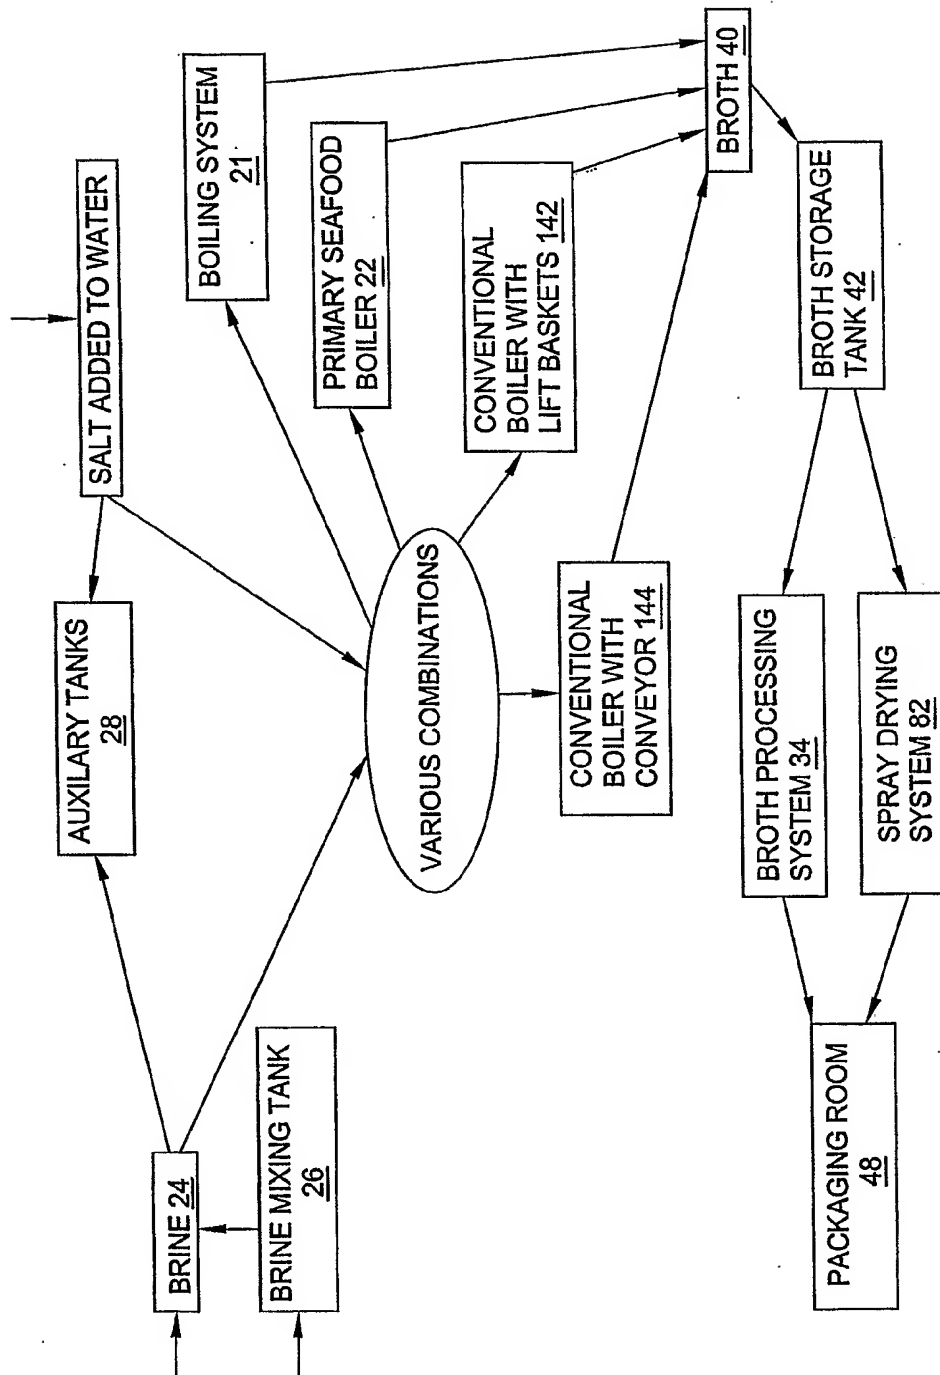 AUXILARY TANKS
28
SALT ADDED TO WATER
BRINE 24
BOILING SYSTEM
21
BRINE MIXING TANK
26
PRIMARY SEAFOOD
BOILER 22
VARIOUS COMBINATIONS
CONVENTIONAL
BOILER WITH
LIFT BASKETS 142
CONVENTIONAL
BOILER WITH
CONVEYOR 144
BROTH 40
BROTH STORAGE
TANK 42
BROTH PROCESSING
SYSTEM 34
SPRAY DRYING
SYSTEM 82
PACKAGING ROOM
48